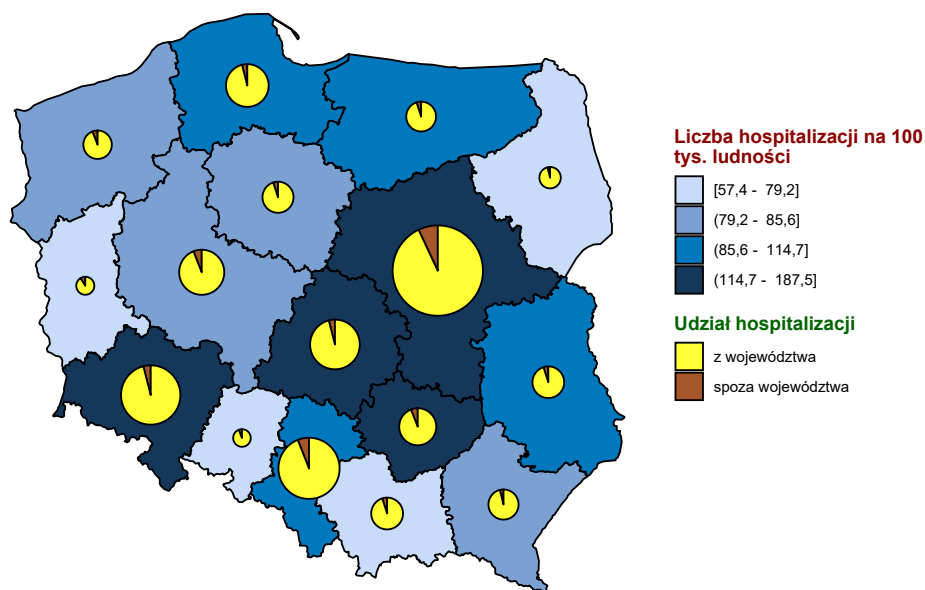 Liczba hospitalizacji na 100
tys. ludności
[57,4 - 79,2]
(79,2 - 85,6]
(85,6 - 114,7]
(114,7 - 187,5]
Udział hospitalizacji
z województwa
spoza województwa